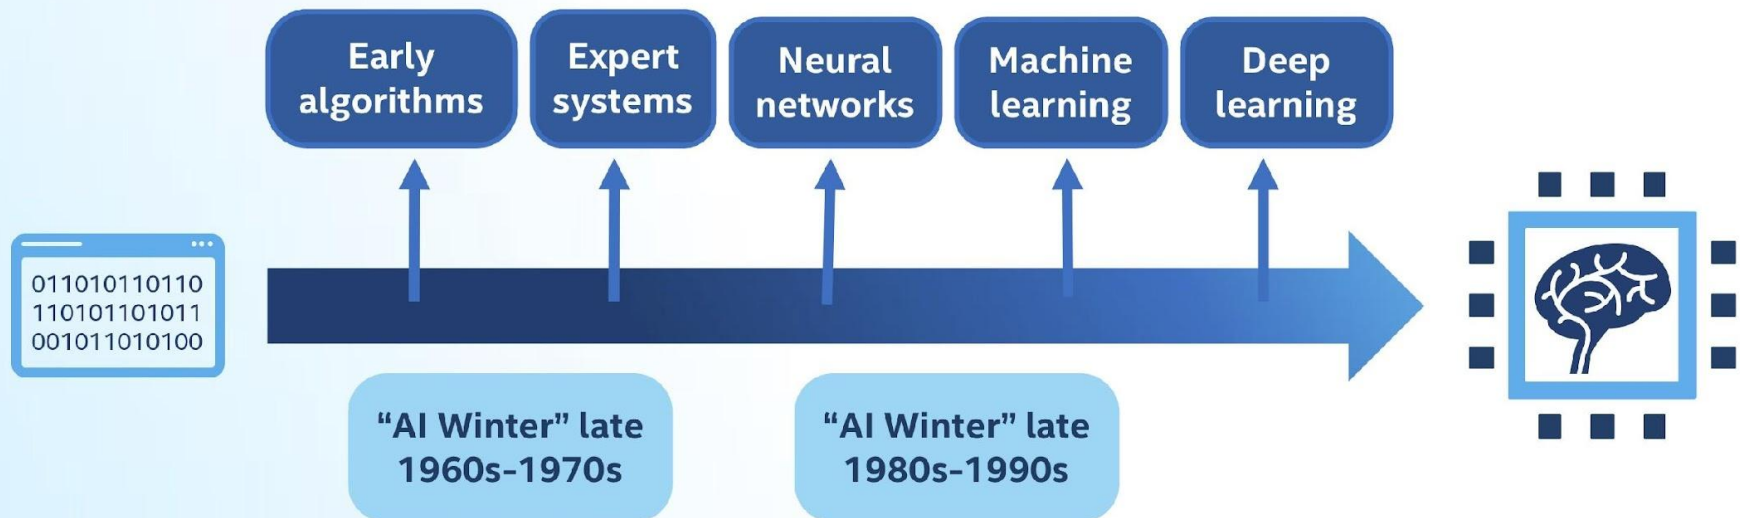 Early
algorithms
Expert
systems
Neural
networks
Machine
learning
Deep
learning
011010110110
110101101011
001011010100
“AI Winter” late
1960s-1970s
“AI Winter” late
1980s-1990s